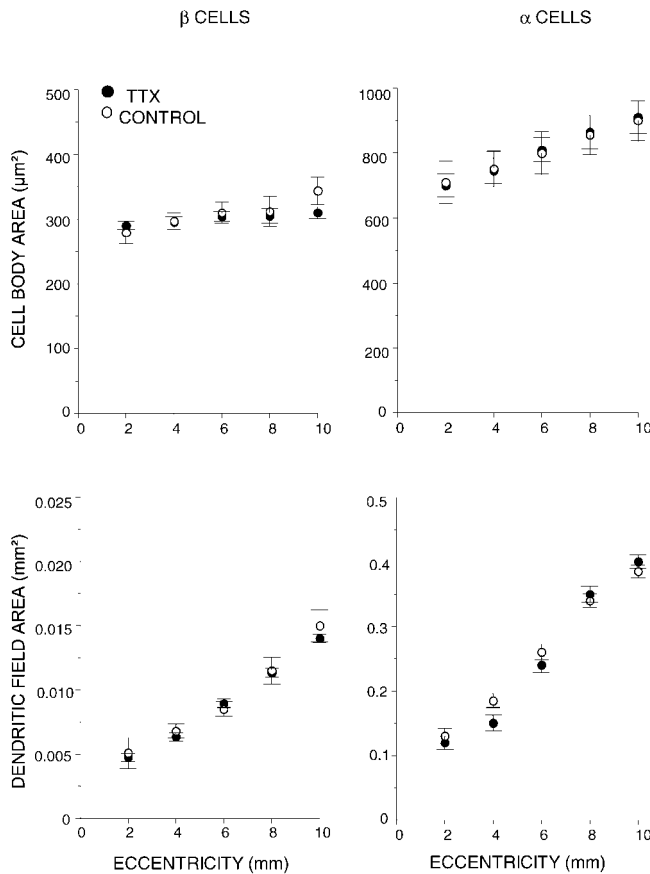 β CELLS
α CELLS
TTX
CONTROL
CELL BODY AREA (µm²)
500
400
300
200
100
0
0 2 4 6 8 10
1000
800
600
400
200
0
0 2 4 6 8 10
DENDRITIC FIELD AREA (mm²)
0.025
0.020
0.015
0.010
0.005
0
0 2 4 6 8 10
ECCENTRICITY (mm)
0.5
0.4
0.3
0.2
0.1
0
0 2 4 6 8 10
ECCENTRICITY (mm)